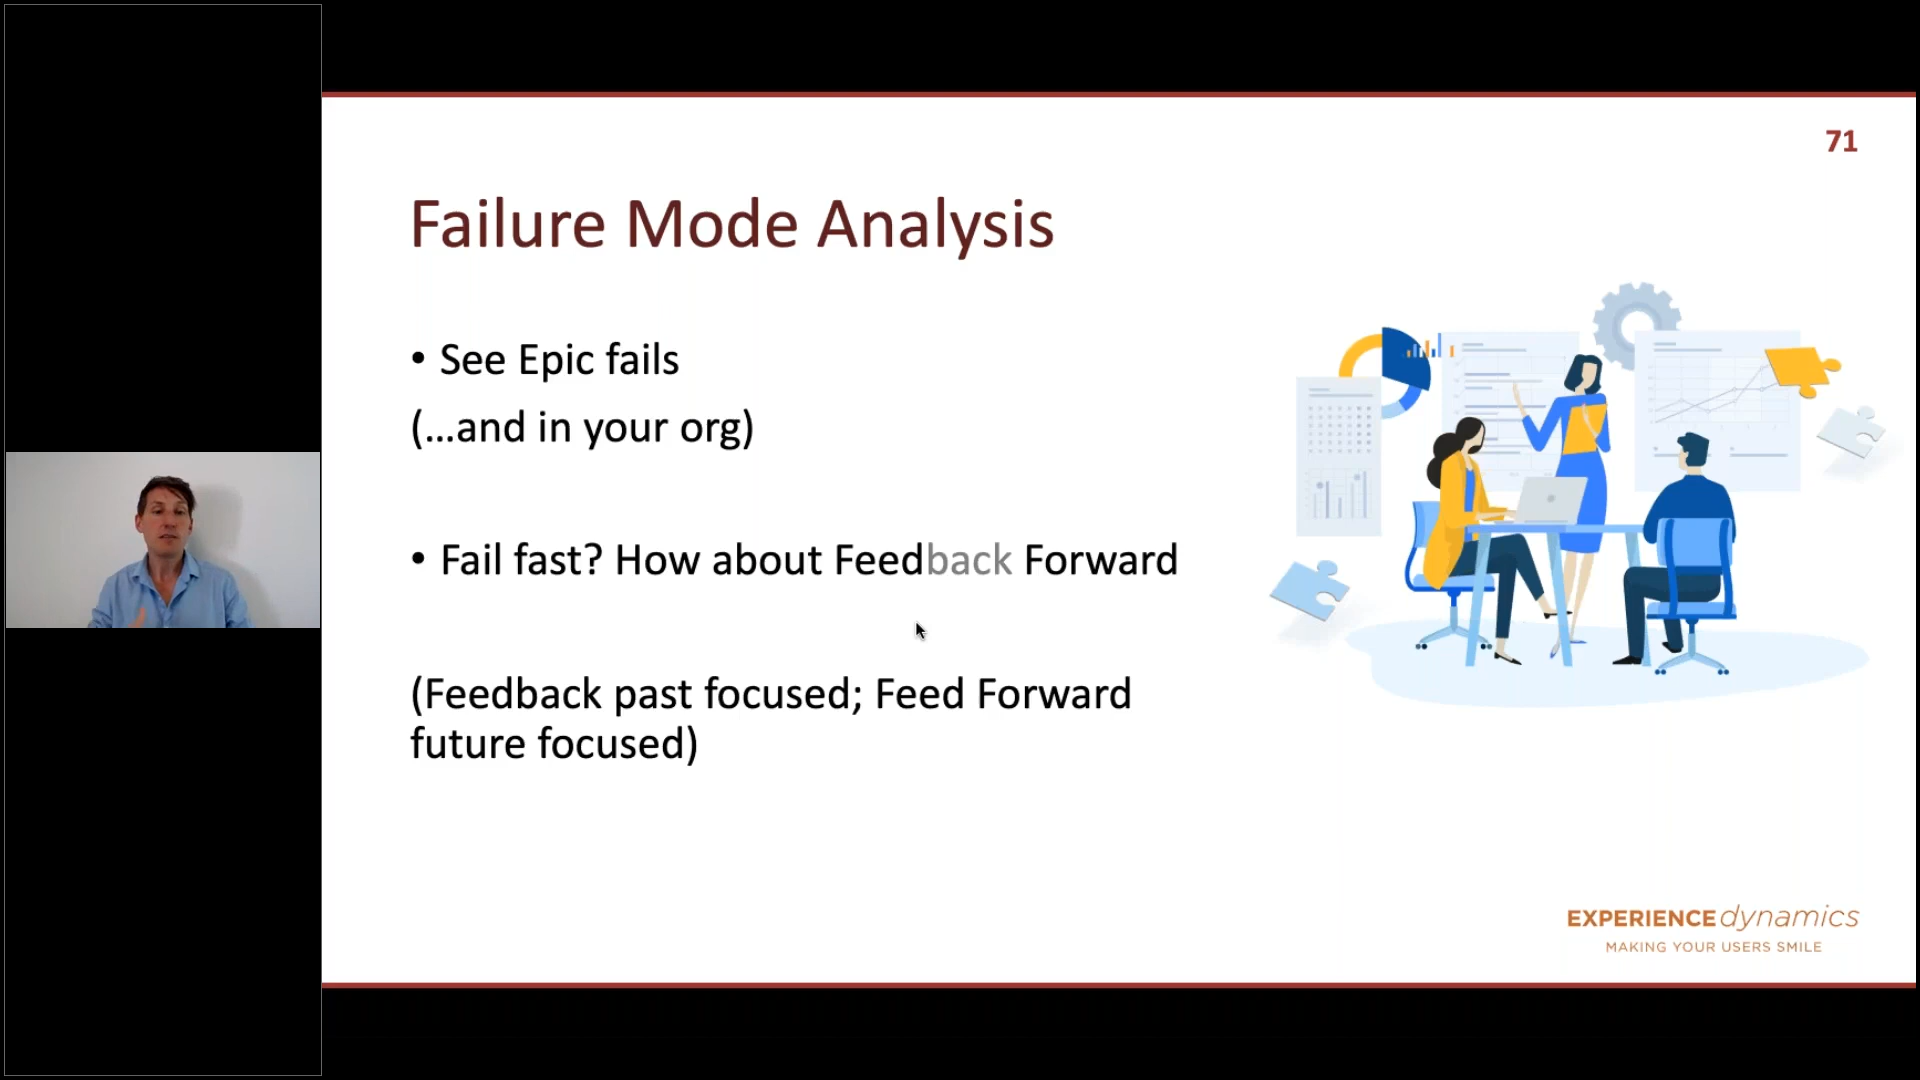 71
Failure Mode Analysis
• See Epic fails
(...and in your org)
• Fail fast? How about Feedback Forward
(Feedback past focused; Feed Forward
future focused)
EXPERIENCE dynamics
MAKING YOUR USERS SMILE